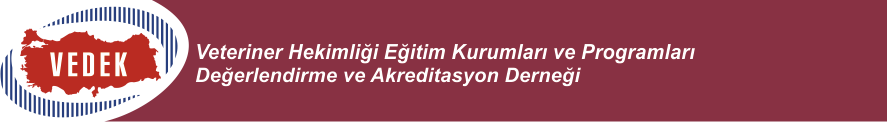 VEDEK
Veteriner Hekimliği Eğitim Kurumları ve Programları
Değerlendirme ve Akreditasyon Derneği